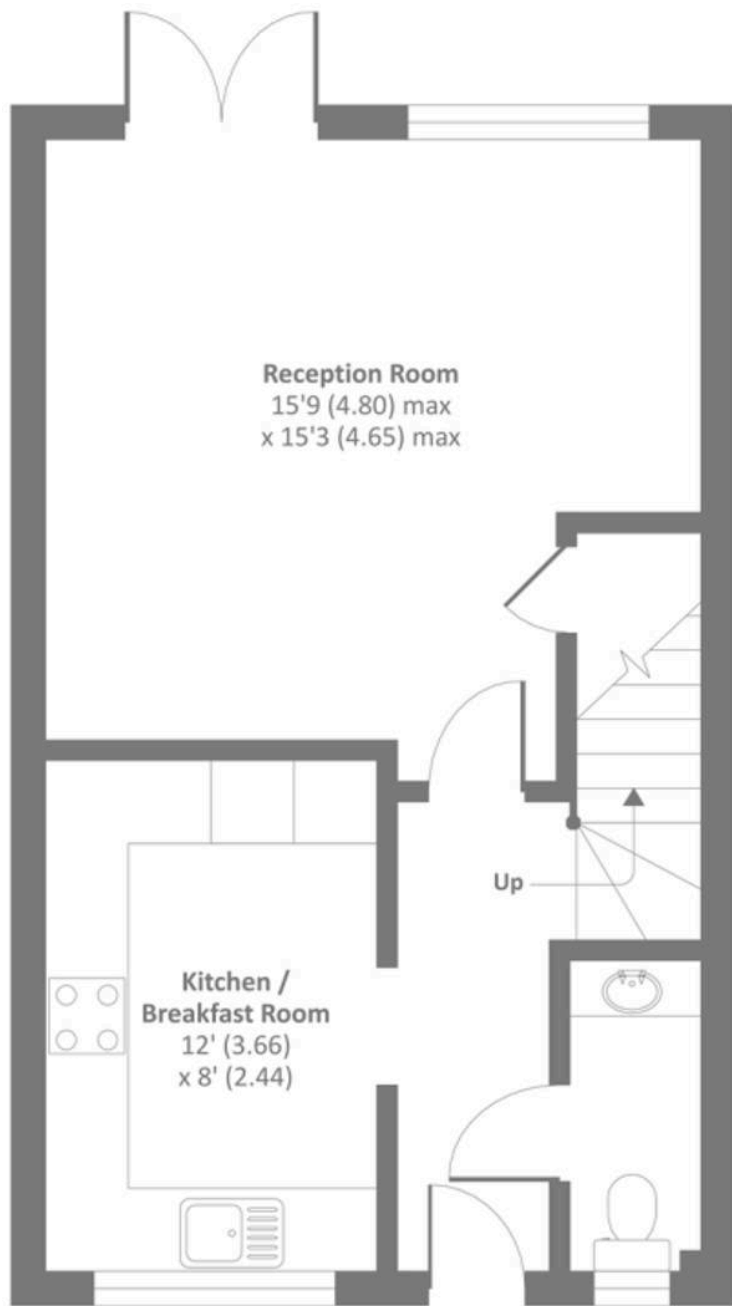 Reception Room
15'9 (4.80) max
x 15'3 (4.65) max
Up
Kitchen /
Breakfast Room
12' (3.66)
x 8' (2.44)